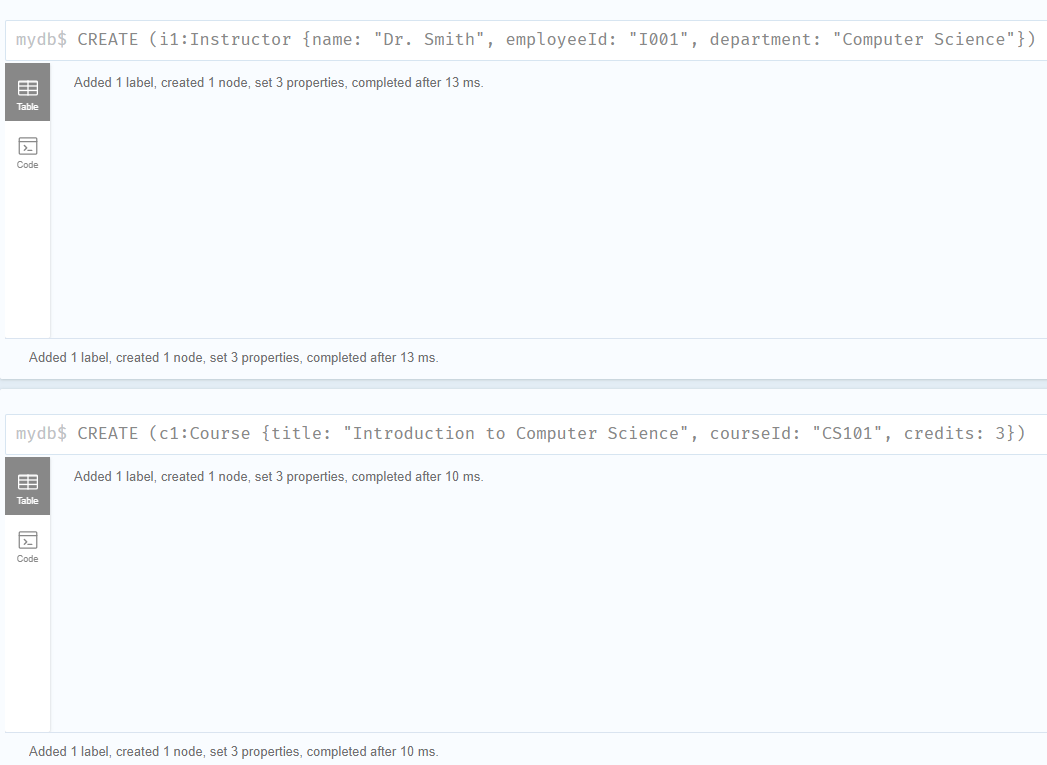 mydb$ CREATE (i1:Instructor {name: "Dr. Smith", employeeId: "I001", department: "Computer Science"})
Added 1 label, created 1 node, set 3 properties, completed after 13 ms.
Table
Code
Added 1 label, created 1 node, set 3 properties, completed after 13 ms.
mydb$ CREATE (c1:Course {title: "Introduction to Computer Science", courseId: "CS101", credits: 3})
Added 1 label, created 1 node, set 3 properties, completed after 10 ms.
Table
Code
Added 1 label, created 1 node, set 3 properties, completed after 10 ms.